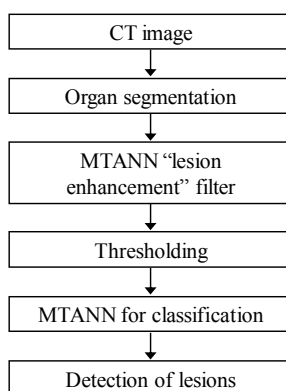 CT image
Organ segmentation
MTANN “lesion
enhancement” filter
Thresholding
MTANN for classification
Detection of lesions